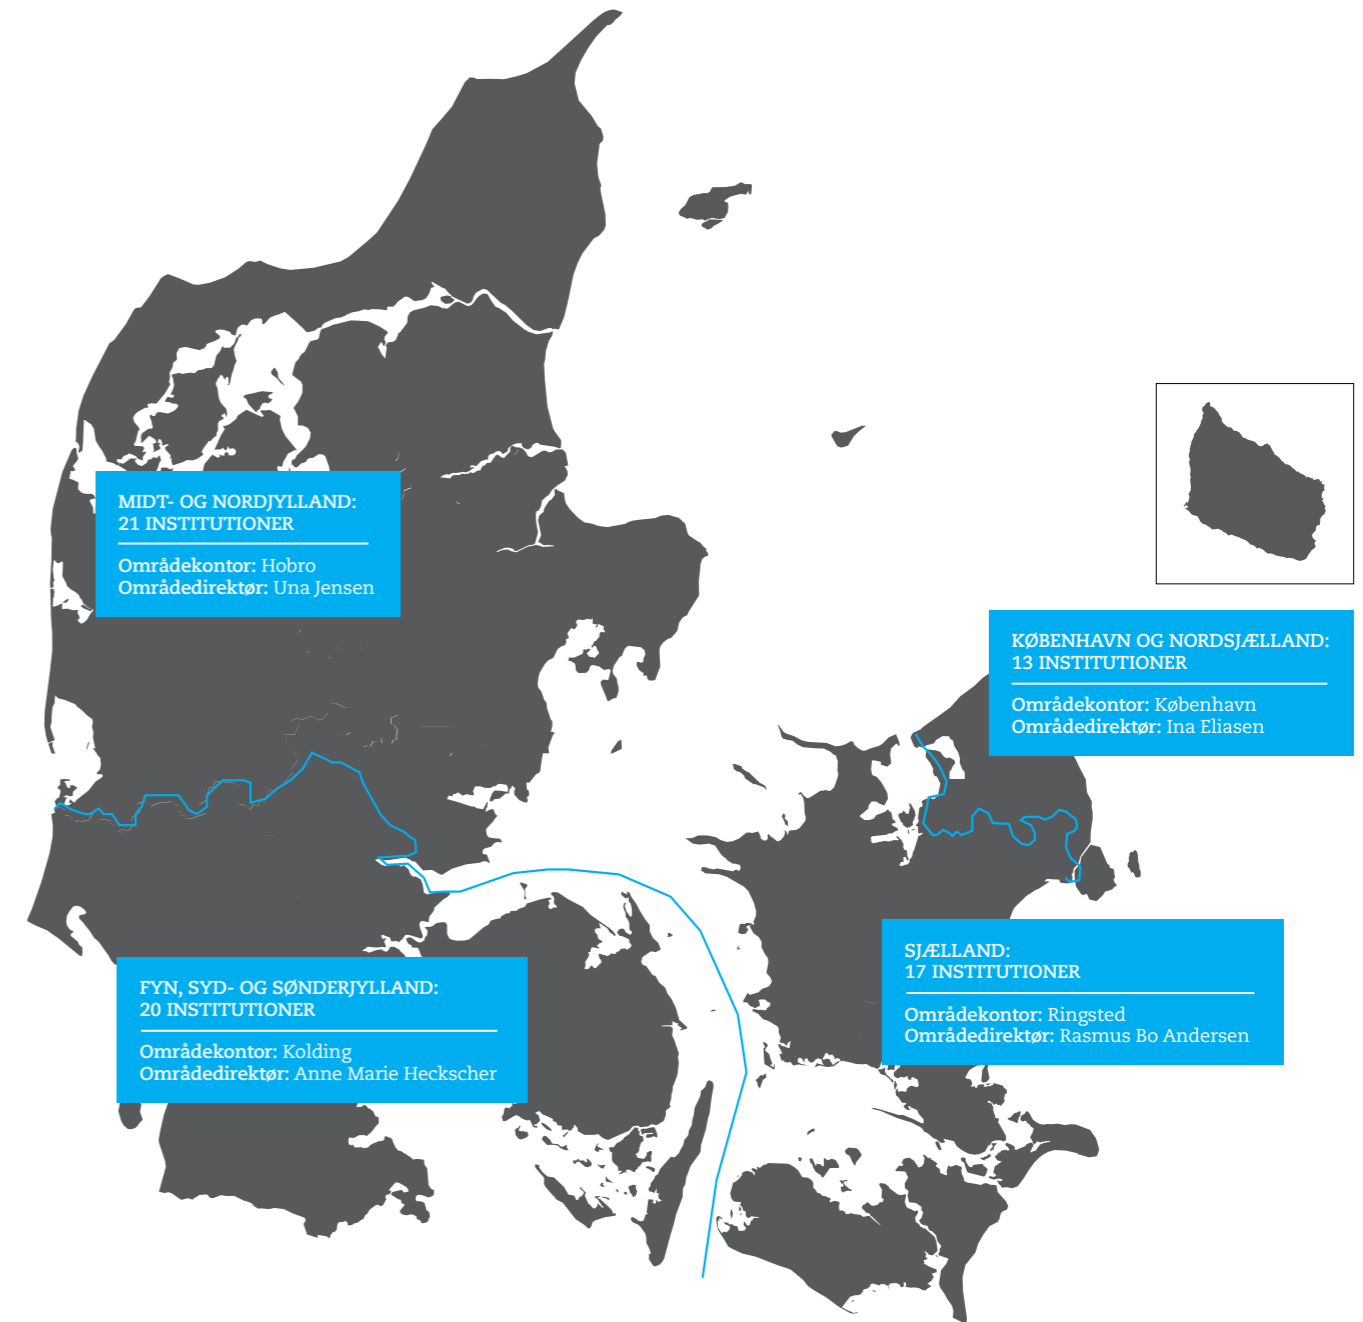 MIDT- OG NORDJYLLAND:
21 INSTITUTIONER
Områdekontor: Hobro
Områdedirektør: Una Jensen
KØBENHAVN OG NORDSJÆLLAND:
13 INSTITUTIONER
Områdekontor: København
Områdedirektør: Ina Eliasen
SJÆLLAND:
17 INSTITUTIONER
Områdekontor: Ringsted
Områdedirektør: Rasmus Bo Andersen
FYN, SYD- OG SØNDERJYLLAND:
20 INSTITUTIONER
Områdekontor: Kolding
Områdedirektør: Anne Marie Heckscher